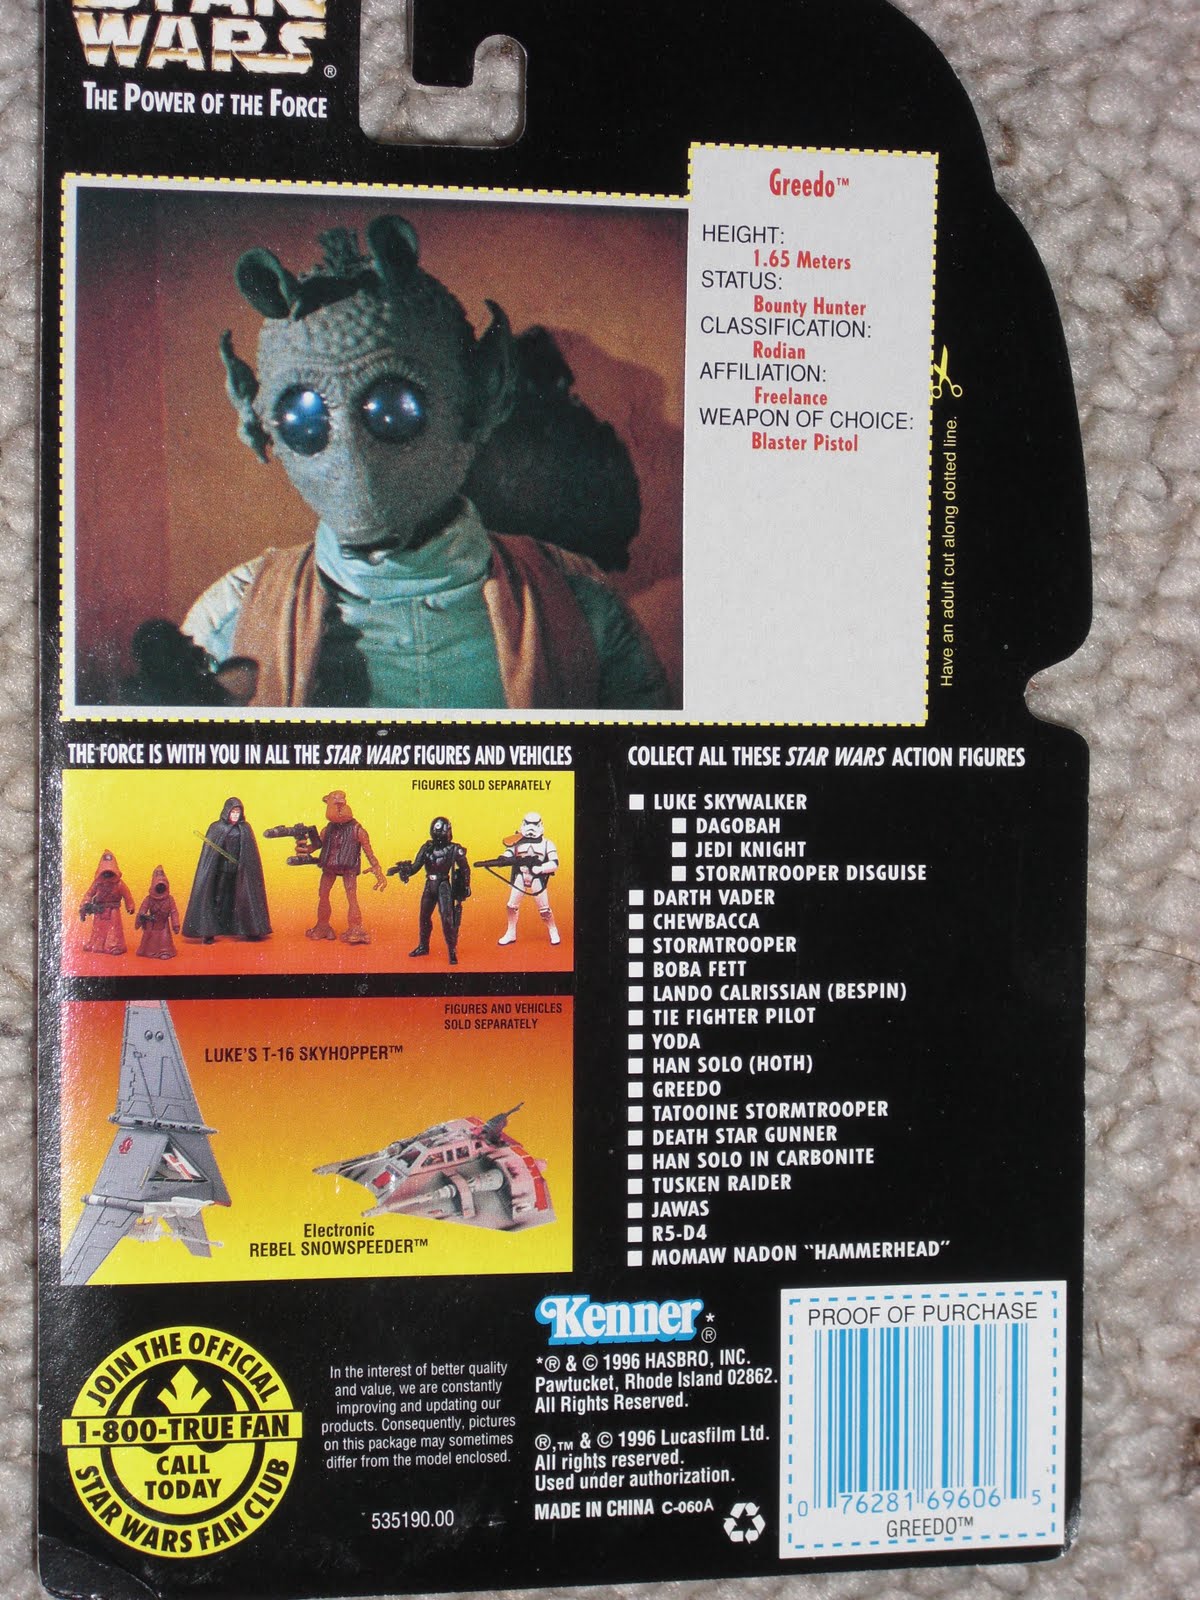 STAR
WARS®
THE POWER OF THE FORCE
Greedo™
HEIGHT:
1.65 Meters
STATUS:
Bounty Hunter
CLASSIFICATION:
Rodian
AFFILIATION:
Freelance
WEAPON OF CHOICE:
Blaster Pistol
Have an adult cut along dotted line.
THE FORCE IS WITH YOU IN ALL THE STAR WARS FIGURES AND VEHICLES
FIGURES SOLD SEPARATELY
FIGURES AND VEHICLES
SOLD SEPARATELY
LUKE'S T-16 SKYHOPPER™
Electronic
REBEL SNOWSPEEDER™
COLLECT ALL THESE STAR WARS ACTION FIGURES
■ LUKE SKYWALKER
■ DAGOBAH
■ JEDI KNIGHT
■ STORMTROOPER DISGUISE
■ DARTH VADER
■ CHEWBACCA
■ STORMTROOPER
■ BOBA FETT
■ LANDO CALRISSIAN (BESPIN)
■ TIE FIGHTER PILOT
■ YODA
■ HAN SOLO (HOTH)
■ GREEDO
■ TATOOINE STORMTROOPER
■ DEATH STAR GUNNER
■ HAN SOLO IN CARBONITE
■ TUSKEN RAIDER
■ JAWAS
■ R5-D4
■ MOMAW NADON "HAMMERHEAD"
JOIN THE OFFICIAL
1-800-TRUE FAN
CALL
TODAY
STAR WARS FAN CLUB
In the interest of better quality
and value, we are constantly
improving and updating our
products. Consequently, pictures
on this package may sometimes
differ from the model enclosed.
535190.00
Kenner*®
*® & © 1996 HASBRO, INC.
Pawtucket, Rhode Island 02862.
All Rights Reserved.
®,™ & © 1996 Lucasfilm Ltd.
All rights reserved.
Used under authorization.
MADE IN CHINA C-060A
PROOF OF PURCHASE
0 76281 69606 5
GREEDO™